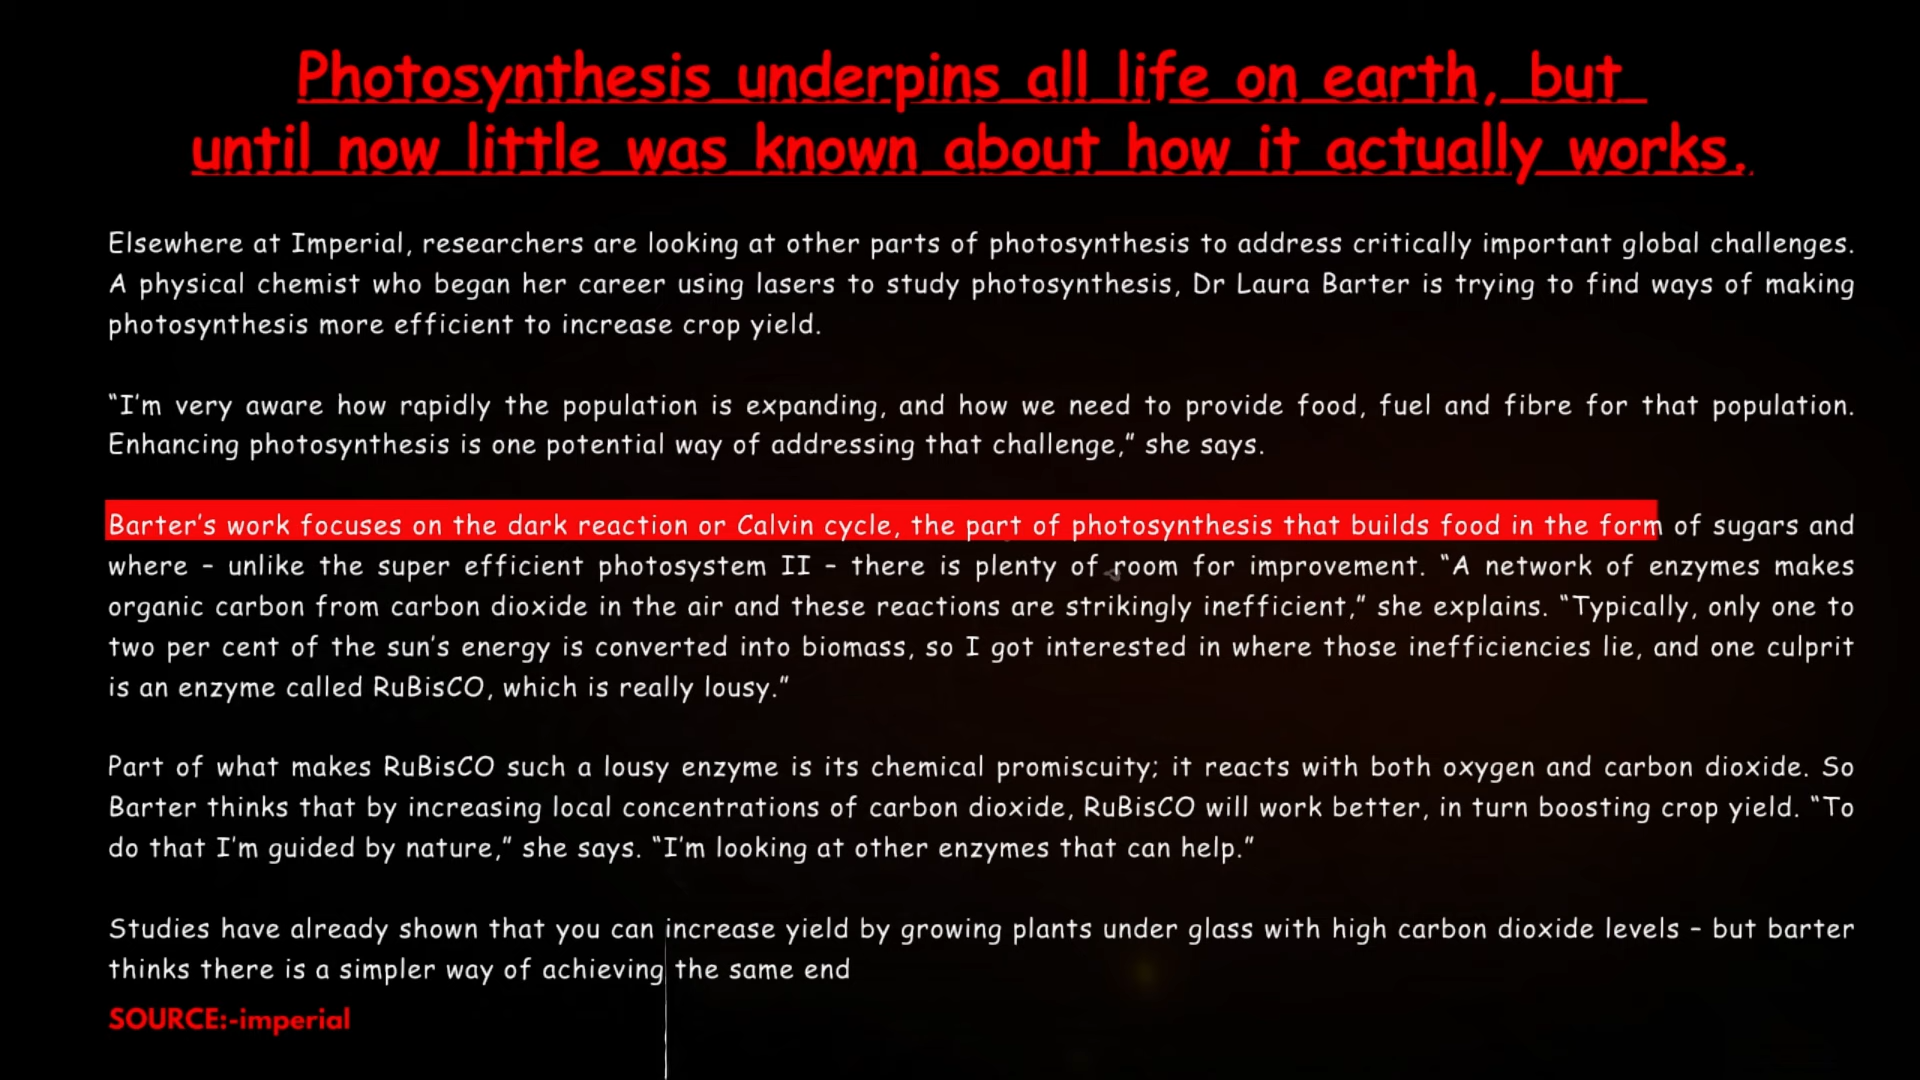 Photosynthesis underpins all life on earth, but
until now little was known about how it actually works.
Elsewhere at Imperial, researchers are looking at other parts of photosynthesis to address critically important global challenges.
A physical chemist who began her career using lasers to study photosynthesis, Dr Laura Barter is trying to find ways of making
photosynthesis more efficient to increase crop yield.
“I’m very aware how rapidly the population is expanding, and how we need to provide food, fuel and fibre for that population.
Enhancing photosynthesis is one potential way of addressing that challenge,” she says.
Barter’s work focuses on the dark reaction or Calvin cycle, the part of photosynthesis that builds food in the form of sugars and
where – unlike the super efficient photosystem II – there is plenty of room for improvement. “A network of enzymes makes
organic carbon from carbon dioxide in the air and these reactions are strikingly inefficient,” she explains. “Typically, only one to
two per cent of the sun’s energy is converted into biomass, so I got interested in where those inefficiencies lie, and one culprit
is an enzyme called RuBisCO, which is really lousy.”
Part of what makes RuBisCO such a lousy enzyme is its chemical promiscuity; it reacts with both oxygen and carbon dioxide. So
Barter thinks that by increasing local concentrations of carbon dioxide, RuBisCO will work better, in turn boosting crop yield. “To
do that I’m guided by nature,” she says. “I’m looking at other enzymes that can help.”
Studies have already shown that you can increase yield by growing plants under glass with high carbon dioxide levels – but barter
thinks there is a simpler way of achieving the same end
SOURCE:-imperial